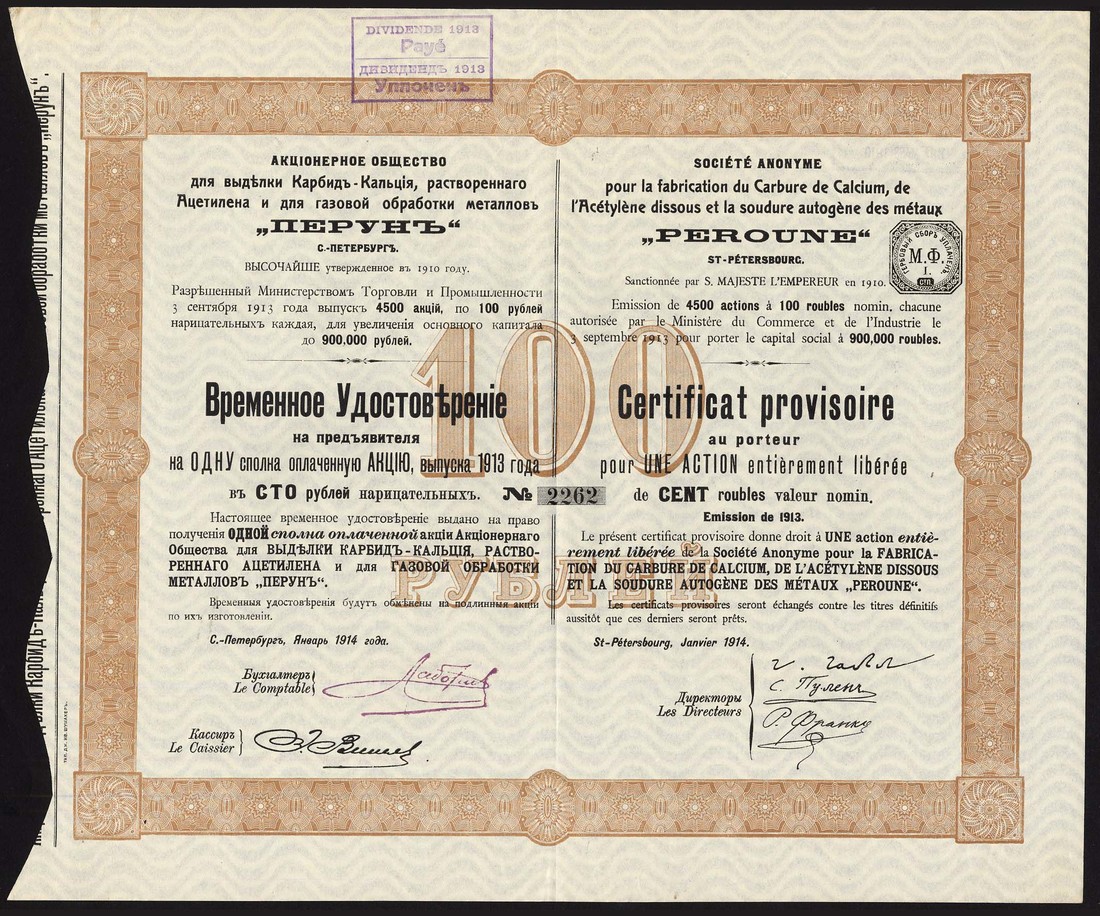 DIVIDENDE 1913
Payé
ДИВИДЕНДЪ 1913
Уплоченъ
АКЦІОНЕРНОЕ ОБЩЕСТВО
для выдѣлки Карбидъ-Кальція, раствореннаго
Ацетилена и для газовой обработки металловъ
„ПЕРУНЪ“
С.-ПЕТЕРБУРГЪ.
ВЫСОЧАЙШЕ утвержденное въ 1910 году.
Разрѣшенный Министерствомъ Торговли и Промышленности
3 сентября 1913 года выпускъ 4500 акцій, по 100 рублей
нарицательныхъ каждая, для увеличенія основного капитала
до 900,000 рублей.
Временное Удостовѣреніе
на предъявителя
на ОДНУ сполна оплаченную АКЦІЮ, выпуска 1913 года
въ СТО рублей нарицательныхъ.
Настоящее временное удостовѣреніе выдано на право
полученія ОДНОЙ сполна оплаченной акціи Акціонернаго
Общества для ВЫДѢЛКИ КАРБИДЪ-КАЛЬЦІЯ, РАСТВО-
РЕННАГО АЦЕТИЛЕНА и для ГАЗОВОЙ ОБРАБОТКИ
МЕТАЛЛОВЪ „ПЕРУНЪ“.
Временныя удостовѣренія будутъ обмѣнены на подлинныя акціи
по ихъ изготовленіи.
С.-Петербургъ, Январь 1914 года.
Бухгалтеръ
Le Comptable
Кассиръ
Le Caissier
№ 2262
100
РУБЛЕЙ
SOCIÉTÉ ANONYME
pour la fabrication du Carbure de Calcium, de
l'Acétylène dissous et la soudure autogène des métaux
„PEROUNE“
ST-PÉTERSBOURG.
Sanctionnée par S. MAJESTE L'EMPEREUR en 1910.
ГЕРБОВЫЙ СБОРЪ УПЛАЧЕНЪ
М.Ф.
I.
СТП.
Emission de 4500 actions à 100 roubles nomin. chacune
autorisée par le Ministére du Commerce et de l'Industrie le
3 septembre 1913 pour porter le capital social à 900,000 roubles.
Certificat provisoire
au porteur
pour UNE ACTION entièrement libérée
de CENT roubles valeur nomin.
Emission de 1913.
Le présent certificat provisoire donne droit à UNE action entiè-
rement libérée de la Société Anonyme pour la FABRICA-
TION DU CARBURE DE CALCIUM, DE L'ACÉTYLÈNE DISSOUS
ET LA SOUDURE AUTOGÈNE DES MÉTAUX „PEROUNE“.
Les certificats provisoires seront échangés contre les titres définitifs
aussitôt que ces derniers seront prêts.
St-Pétersbourg, Janvier 1914.
Директоры
Les Directeurs
С. Пуленъ
Р. Франко